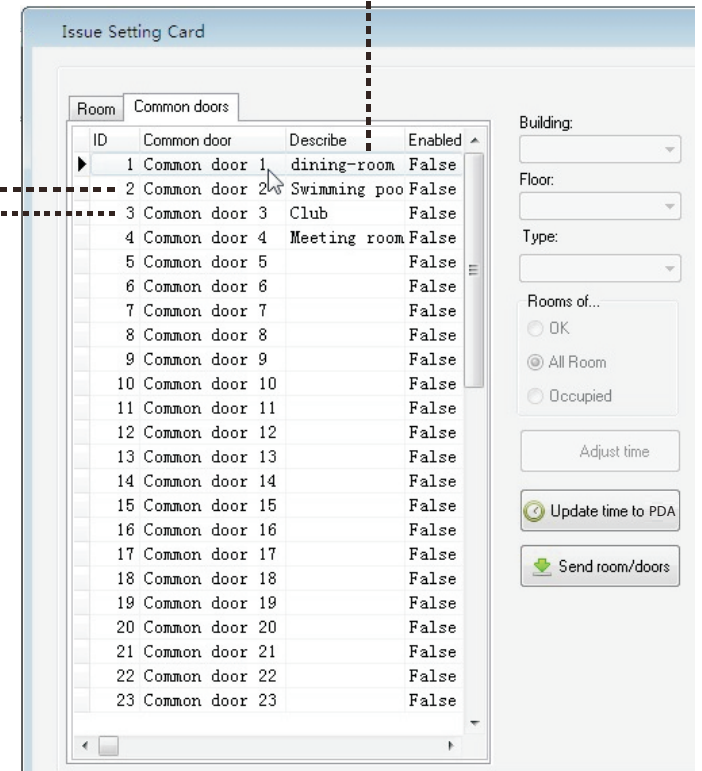 Issue Setting Card
Room Common doors
ID Common door Describe Enabled
1 Common door 1 dining-room False
2 Common door 2 Swimming poo False
3 Common door 3 Club False
4 Common door 4 Meeting room False
5 Common door 5 False
6 Common door 6 False
7 Common door 7 False
8 Common door 8 False
9 Common door 9 False
10 Common door 10 False
11 Common door 11 False
12 Common door 12 False
13 Common door 13 False
14 Common door 14 False
15 Common door 15 False
16 Common door 16 False
17 Common door 17 False
18 Common door 18 False
19 Common door 19 False
20 Common door 20 False
21 Common door 21 False
22 Common door 22 False
23 Common door 23 False
Building:
Floor:
Type:
Rooms of...
OK
All Room
Occupied
Adjust time
Update time to PDA
Send room/doors